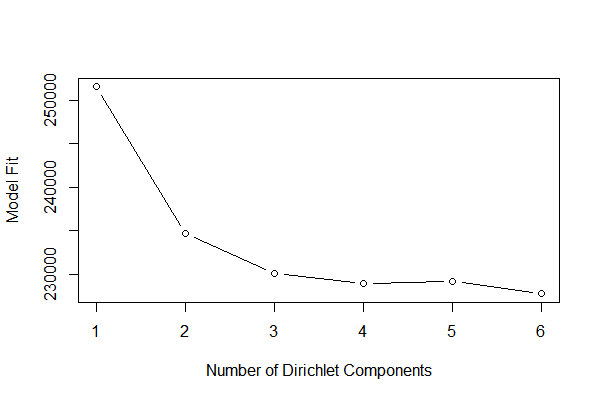 Model Fit
250000
240000
230000
1 2 3 4 5 6
Number of Dirichlet Components